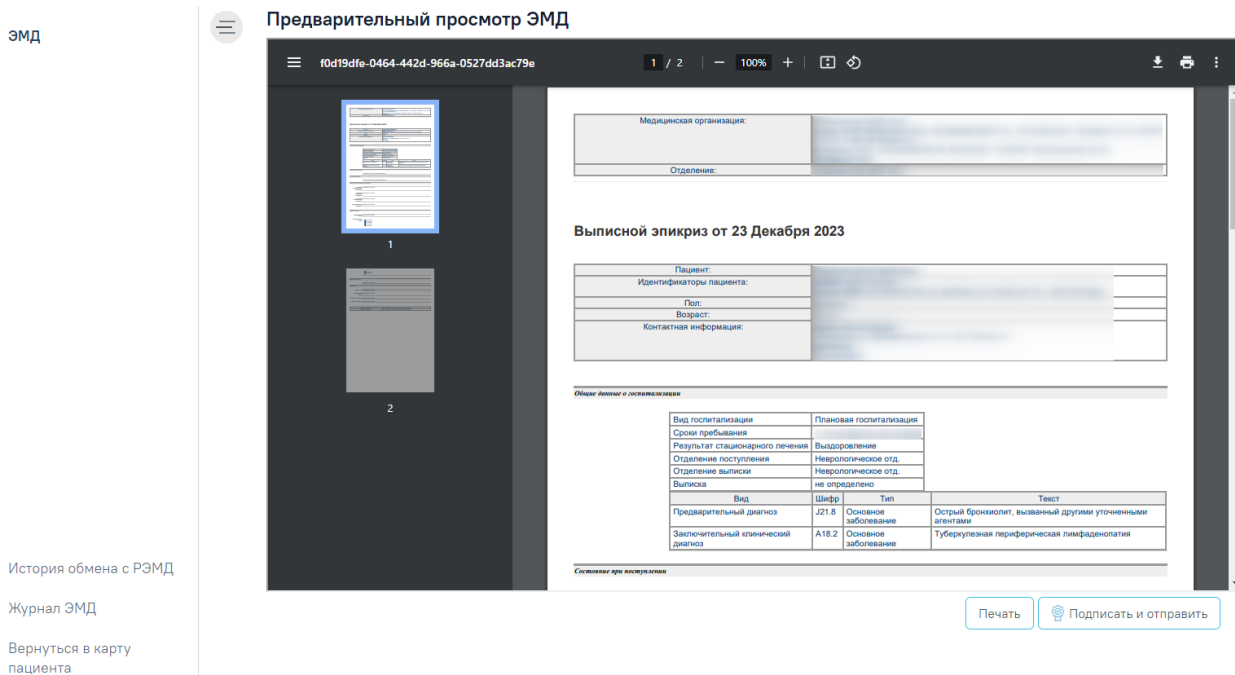 ЭМД
Предварительный просмотр ЭМД
f0d19dfe-0464-442d-966a-0527dd3ac79e
1 / 2
100%
1
2
Медицинская организация:
Отделение:
Выписной эпикриз от 23 Декабря 2023
Пациент:
Идентификаторы пациента:
Пол:
Возраст:
Контактная информация:
Общие данные о госпитализации
Вид госпитализации Плановая госпитализация
Сроки пребывания
Результат стационарного лечения Выздоровление
Отделение поступления Неврологическое отд.
Отделение выписки Неврологическое отд.
Выписка не определено
Вид Шифр Тип Текст
Предварительный диагноз J21.8 Основное Острый бронхиолит, вызванный другими уточненными
заболевание агентами
Заключительный клинический A18.2 Основное Туберкулезная периферическая лимфаденопатия
диагноз заболевание
Состояние при поступлении
История обмена с РЭМД
Журнал ЭМД
Вернуться в карту
пациента
Печать
Подписать и отправить